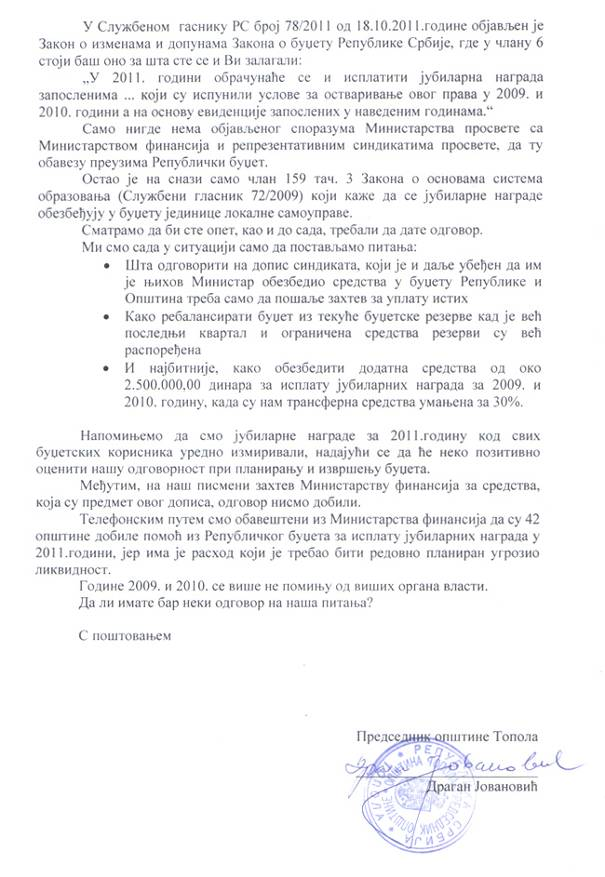 У Службеном гаснику РС број 78/2011 од 18.10.2011.године објављен је
Закон о изменама и допунама Закона о буџету Републике Србије, где у члану 6
стоји баш оно за шта сте се и Ви залагали:
„У 2011. години обрачунаће се и исплатити јубиларна награда
запосленима ... који су испунили услове за остваривање овог права у 2009. и
2010. години а на основу евиденције запослених у наведеним годинама.“
Само нигде нема објављеног споразума Министарства просвете са
Министарством финансија и репрезентативним синдикатима просвете, да ту
обавезу преузима Републички буџет.
Остао је на снази само члан 159 тач. 3 Закона о основама система
образовања (Службени гласник 72/2009) који каже да се јубиларне награде
обезбеђују у буџету јединице локалне самоуправе.
Сматрамо да би сте опет, као и до сада, требали да дате одговор.
Ми смо сада у ситуацији само да постављамо питања:
• Шта одговорити на допис синдиката, који је и даље убеђен да им
је њихов Министар обезбедио средства у буџету Републике и
Општина треба само да пошаље захтев за уплату истих
• Како ребалансирати буџет из текуће буџетске резерве кад је већ
последњи квартал и ограничена средства резерви су већ
распоређена
• И најбитније, како обезбедити додатна средства од око
2.500.000,00 динара за исплату јубиларних награда за 2009. и
2010. годину, када су нам трансферна средства умањена за 30%.
Напомињемо да смо јубиларне награде за 2011.годину код свих
буџетских корисника уредно измиривали, надајући се да ће неко позитивно
оценити нашу одговорност при планирању и извршењу буџета.
Међутим, на наш писмени захтев Министарству финансија за средства,
која су предмет овог дописа, одговор нисмо добили.
Телефонским путем смо обавештени из Министарства финансија да су 42
општине добиле помоћ из Републичког буџета за исплату јубиларних награда у
2011.години, јер има је расход који је требао бити редовно планиран угрозио
ликвидност.
Године 2009. и 2010. се више не помињу од виших органа власти.
Да ли имате бар неки одговор на наша питања?
С поштовањем
Председник општине Топола
Драган Јовановић